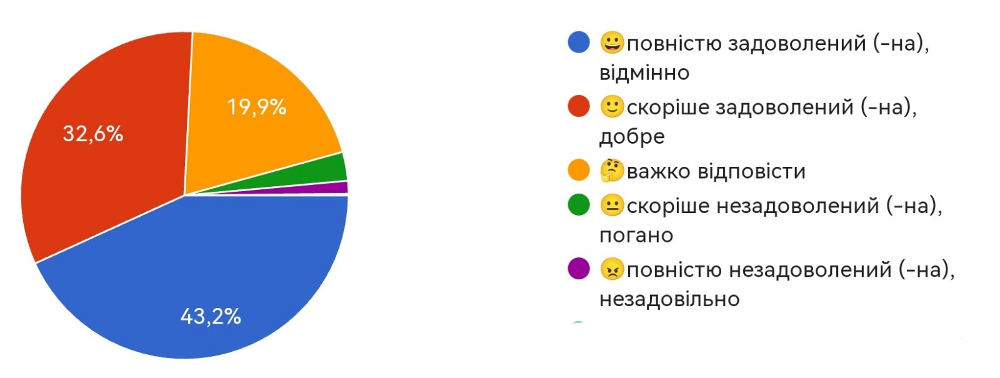 19,9%
32,6%
43,2%
😀повністю задоволений (-на),
відмінно
🙂скоріше задоволений (-на),
добре
🤔важко відповісти
😐скоріше незадоволений (-на),
погано
😠повністю незадоволений (-на),
незадовільно